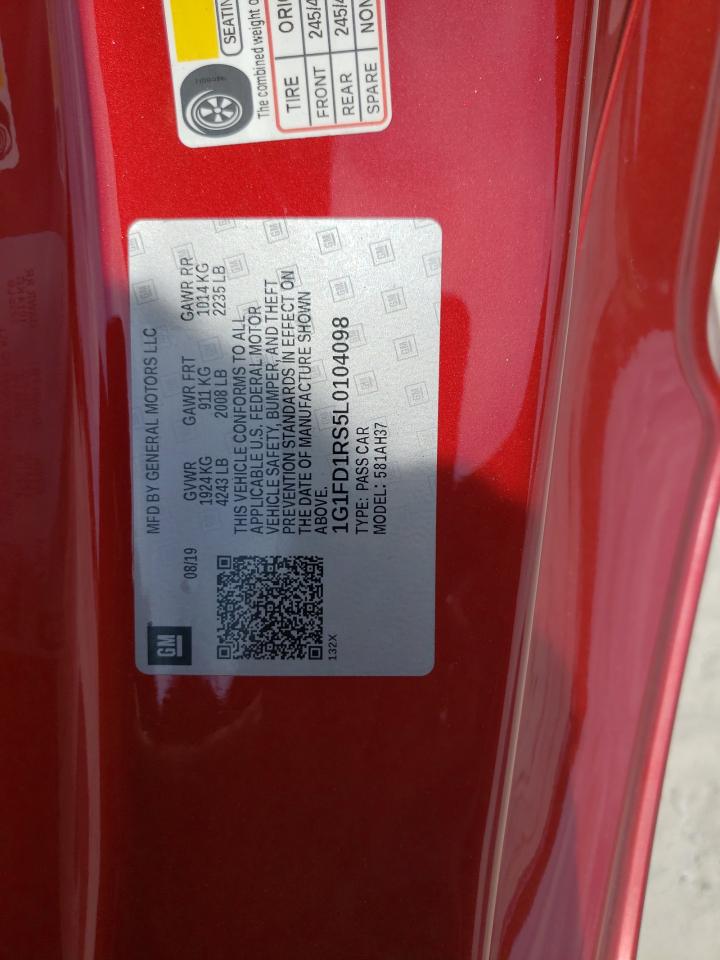 SEATIN
The combined weight o
TIRE ORI
FRONT 245/4
REAR 245/4
SPARE NON
GM
MFD BY GENERAL MOTORS LLC
08/19
GVWR GAWR FRT GAWR RR
1924 KG 911 KG 1014 KG
4243 LB 2008 LB 2235 LB
THIS VEHICLE CONFORMS TO ALL
APPLICABLE U.S. FEDERAL MOTOR
VEHICLE SAFETY, BUMPER, AND THEFT
PREVENTION STANDARDS IN EFFECT ON
THE DATE OF MANUFACTURE SHOWN
ABOVE.
1G1FD1RS5L0104098
TYPE: PASS CAR
MODEL: 581AH37
132X